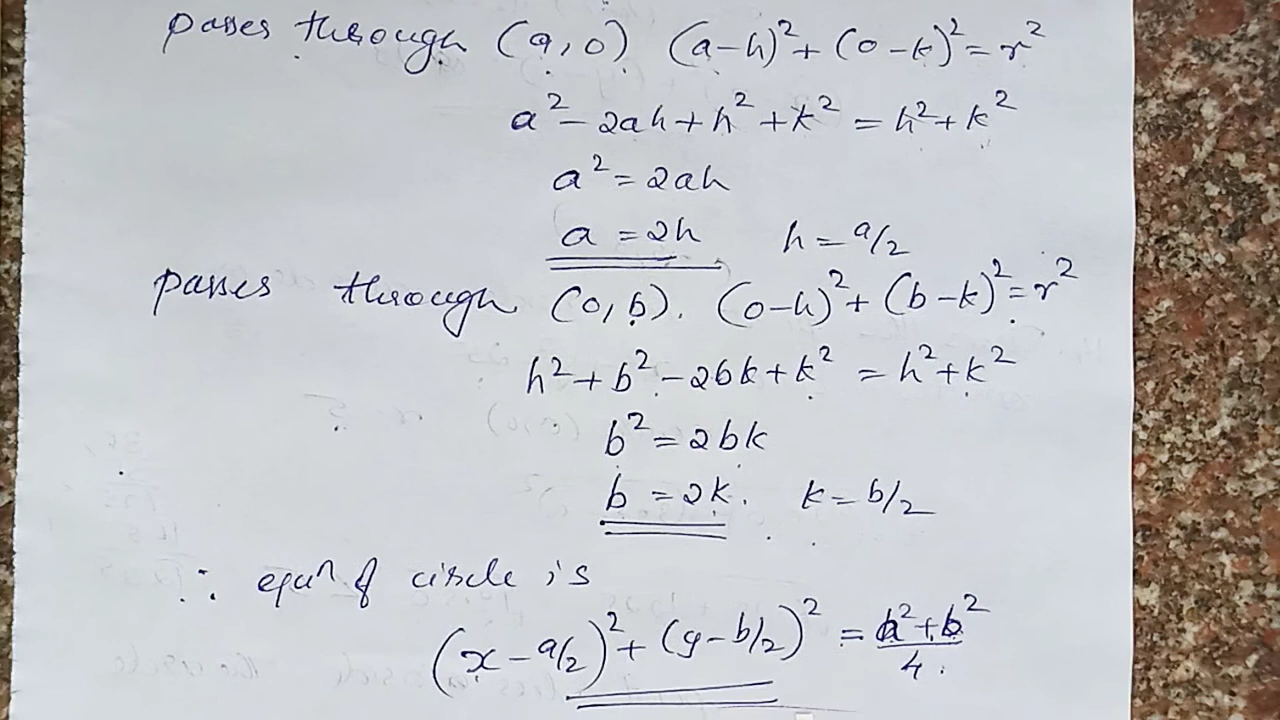 passes through (a,0) (a-h)²+(0-k)²=r²
a²-2ah+h²+k²=h²+k²
a²=2ah
a=2h h=a/2
passes through (0,b). (0-h)²+(b-k)²=r²
h²+b²-2bk+k²=h²+k²
b²=2bk
b=2k. k=b/2
∴ equⁿ of circle is
(x-a/2)²+(y-b/2)²=(a²+b²)/4.